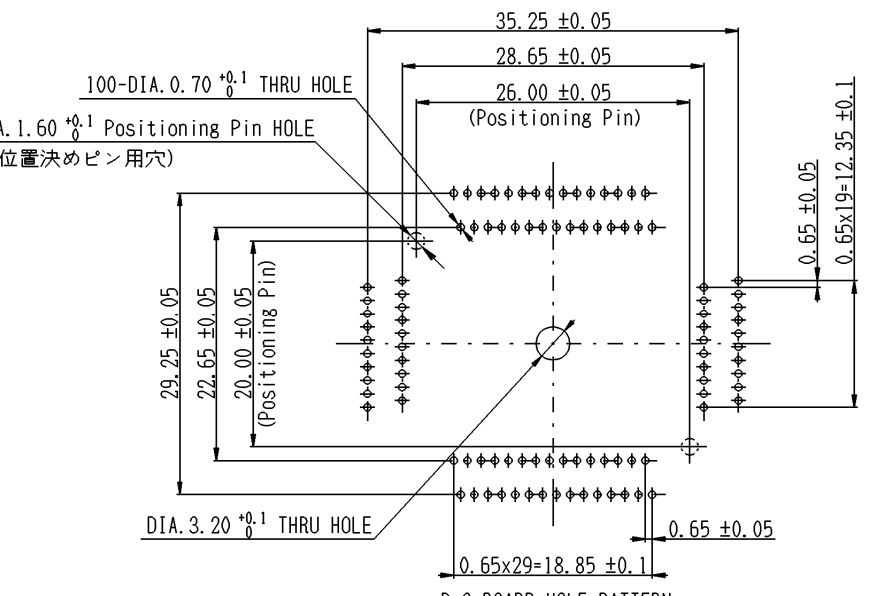 35.25 ±0.05
28.65 ±0.05
100-DIA.0.70 +0.1 0 THRU HOLE
26.00 ±0.05
(Positioning Pin)
.1.60 +0.1 0 Positioning Pin HOLE
位置決めピン用穴)
0.65 ±0.05
0.65x19=12.35 ±0.1
29.25 ±0.05
22.65 ±0.05
20.00 ±0.05
(Positioning Pin)
DIA.3.20 +0.1 0 THRU HOLE
0.65 ±0.05
0.65x29=18.85 ±0.1